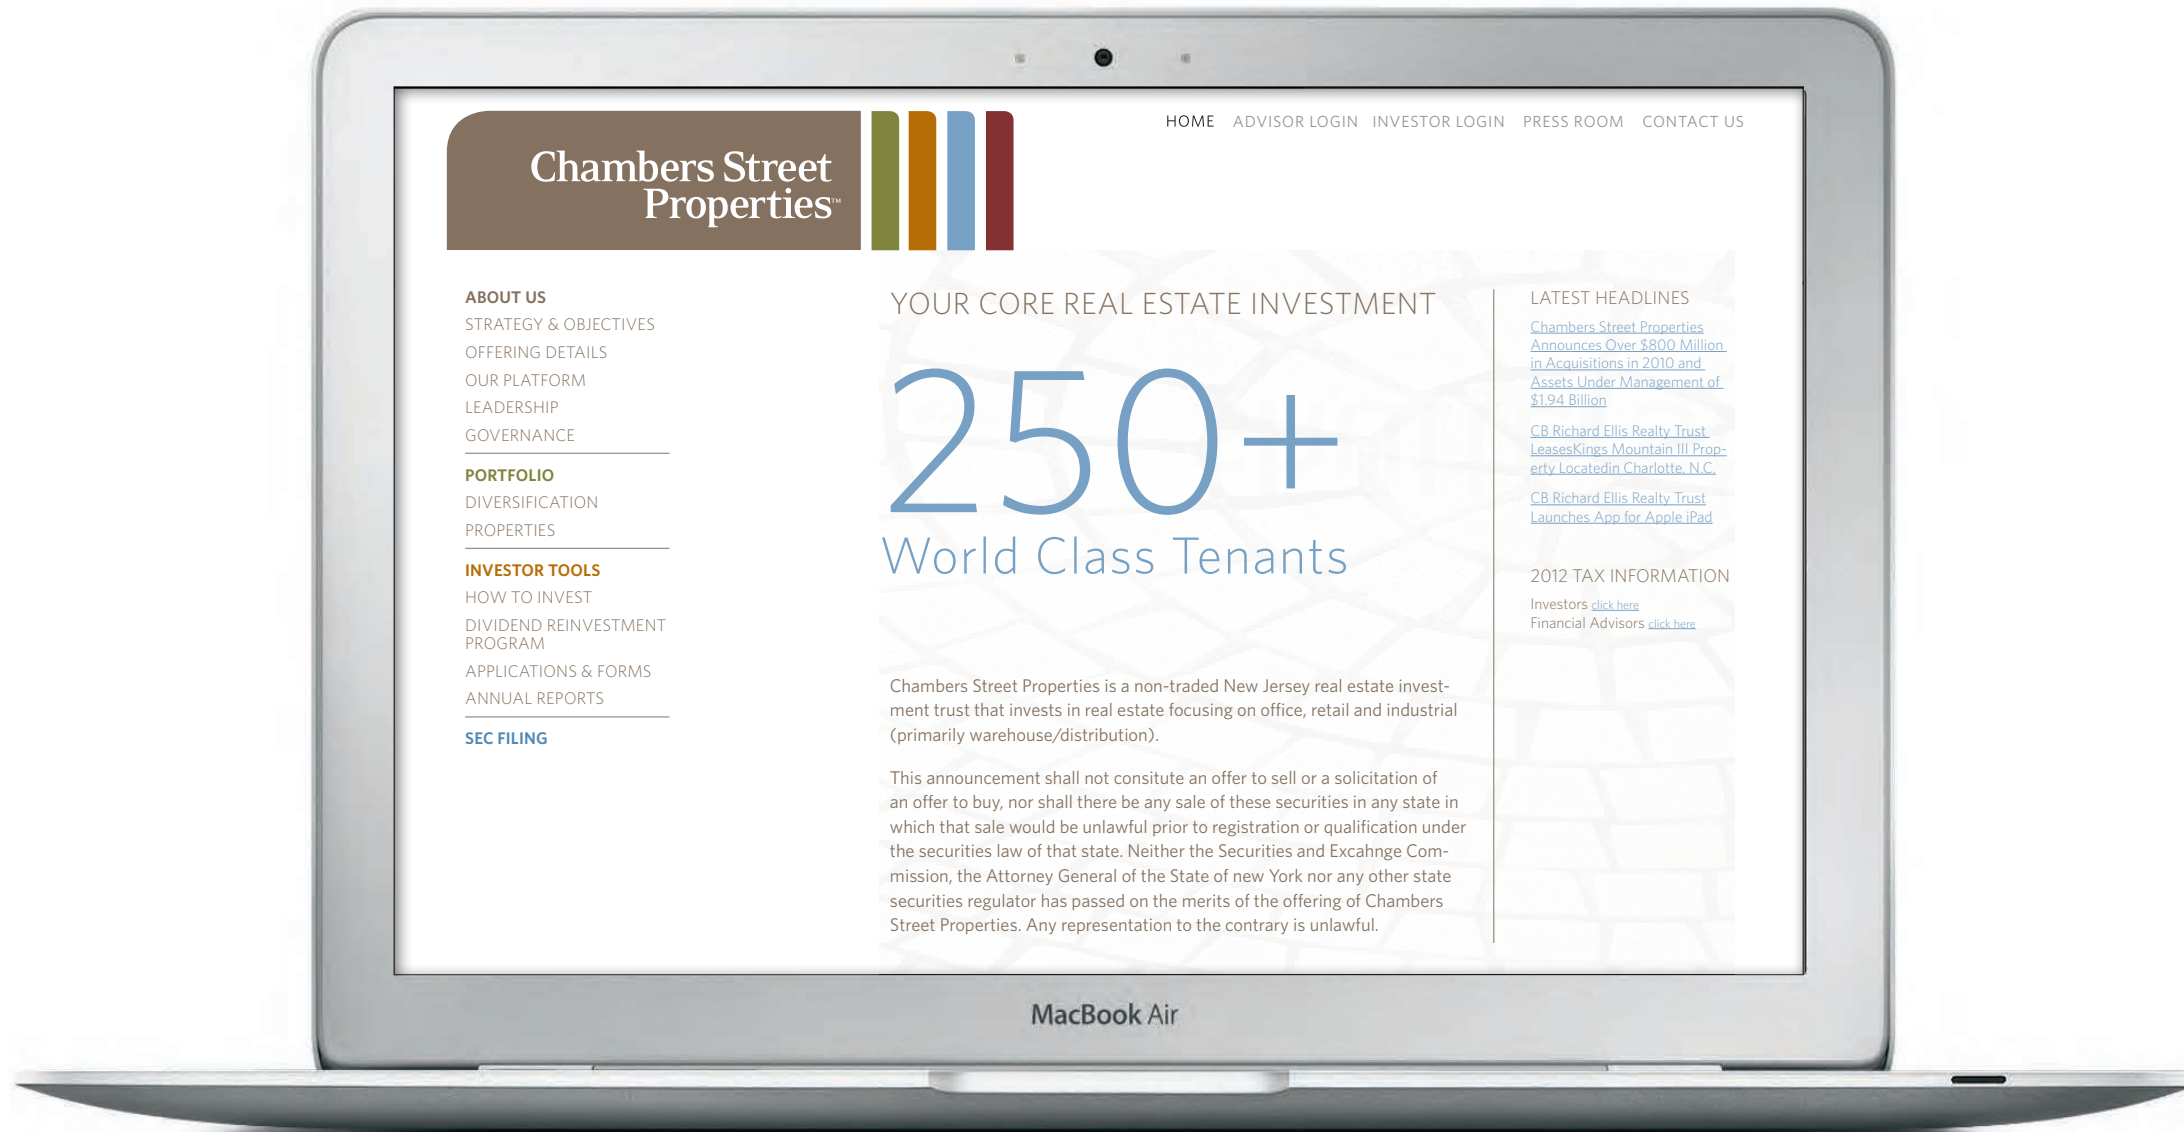 Chambers Street
Properties™
HOME ADVISOR LOGIN INVESTOR LOGIN PRESS ROOM CONTACT US
ABOUT US
STRATEGY & OBJECTIVES
OFFERING DETAILS
OUR PLATFORM
LEADERSHIP
GOVERNANCE
PORTFOLIO
DIVERSIFICATION
PROPERTIES
INVESTOR TOOLS
HOW TO INVEST
DIVIDEND REINVESTMENT
PROGRAM
APPLICATIONS & FORMS
ANNUAL REPORTS
SEC FILING
YOUR CORE REAL ESTATE INVESTMENT
250+
World Class Tenants
Chambers Street Properties is a non-traded New Jersey real estate invest-
ment trust that invests in real estate focusing on office, retail and industrial
(primarily warehouse/distribution).
This announcement shall not consitute an offer to sell or a solicitation of
an offer to buy, nor shall there be any sale of these securities in any state in
which that sale would be unlawful prior to registration or qualification under
the securities law of that state. Neither the Securities and Excahnge Com-
mission, the Attorney General of the State of new York nor any other state
securities regulator has passed on the merits of the offering of Chambers
Street Properties. Any representation to the contrary is unlawful.
LATEST HEADLINES
Chambers Street Properties
Announces Over $800 Million
in Acquisitions in 2010 and
Assets Under Management of
$1.94 Billion
CB Richard Ellis Realty Trust
LeasesKings Mountain III Prop-
erty Locatedin Charlotte, N.C.
CB Richard Ellis Realty Trust
Launches App for Apple iPad
2012 TAX INFORMATION
Investors click here
Financial Advisors click here
MacBook Air